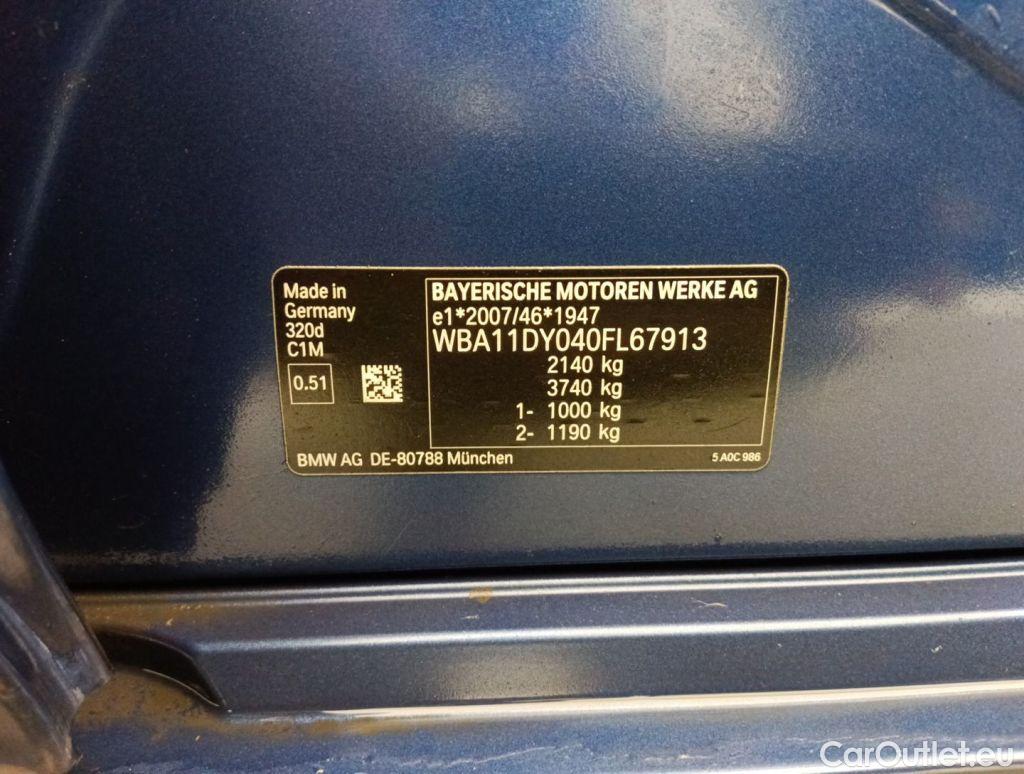 Made in
Germany
320d
C1M
0.51
BAYERISCHE MOTOREN WERKE AG
e1*2007/46*1947
WBA11DY040FL67913
2140 kg
3740 kg
1- 1000 kg
2- 1190 kg
BMW AG DE-80788 München
5 A0C 986
CarOutlet.eu